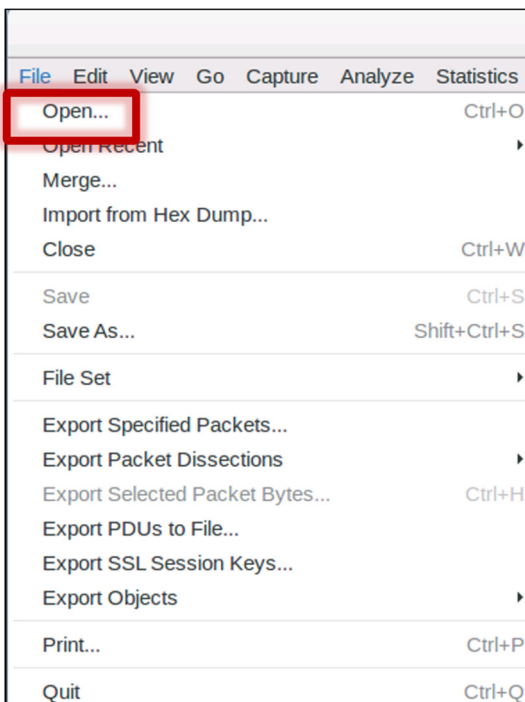 File Edit View Go Capture Analyze Statistics
Open... Ctrl+O
Open Recent
Merge...
Import from Hex Dump...
Close Ctrl+W
Save Ctrl+S
Save As... Shift+Ctrl+S
File Set
Export Specified Packets...
Export Packet Dissections
Export Selected Packet Bytes... Ctrl+H
Export PDUs to File...
Export SSL Session Keys...
Export Objects
Print... Ctrl+P
Quit Ctrl+Q